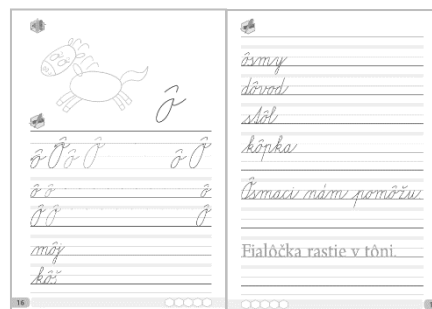 Ô
ô Ô ô Ô ô Ô
ô ô ô
Ô Ô Ô
môj
kôš
16
ôsmy
dôvod
stôl
kôpka
Ôsmaci nám pomôžu.
Fialôčka rastie v tôni.